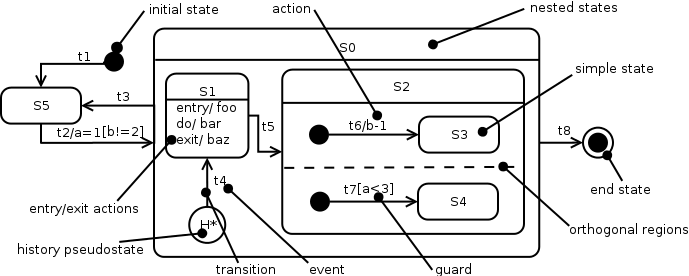 initial state
action
nested states
t1
S0
simple state
S1
S2
S5
t3
entry/ foo
do/ bar
exit/ baz
t2/a=1[b!=2]
t5
t6/b-1
S3
t8
t4
t7[a<3]
S4
end state
entry/exit actions
H*
orthogonal regions
history pseudostate
transition
event
guard